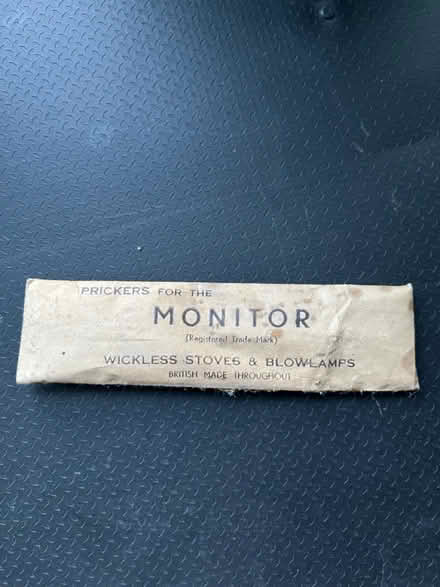 PRICKERS FOR THE
MONITOR
(Registered Trade Mark)
WICKLESS STOVES & BLOWLAMPS
BRITISH MADE THROUGHOUT